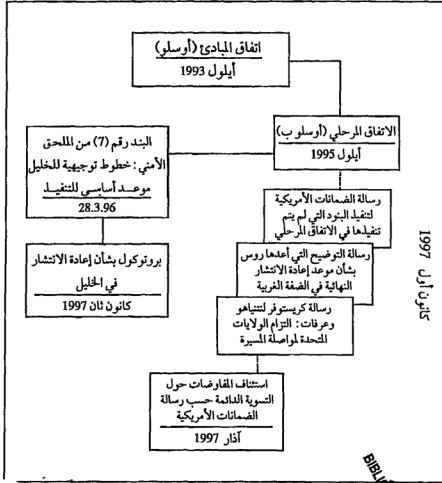 اتفاق المبادئ (أوسلو)
أيلول 1993
الاتفاق المرحلي (أوسلو ب)
أيلول 1995
البند رقم (7) من الملحق
الأمني : خطوط توجيهية للخليل
موعد أساسي للتنفيذ
28.3.96
رسالة الضمانات الأمريكية
لتنفيذ البنود التي لم يتم
تنفيذها في الاتفاق المرحلي
رسالة التوضيح التي أعدها روس
بشأن موعد إعادة الانتشار
النهائية في الضفة الغربية
بروتوكول بشأن إعادة الانتشار
في الخليل
كانون ثان 1997
رسالة كريستوفر لنتنياهو
وعرفات : التزام الولايات
المتحدة لمواصلة المسيرة
كانون أول 1997
استئناف المفاوضات حول
التسوية الدائمة حسب رسالة
الضمانات الأمريكية
آذار 1997